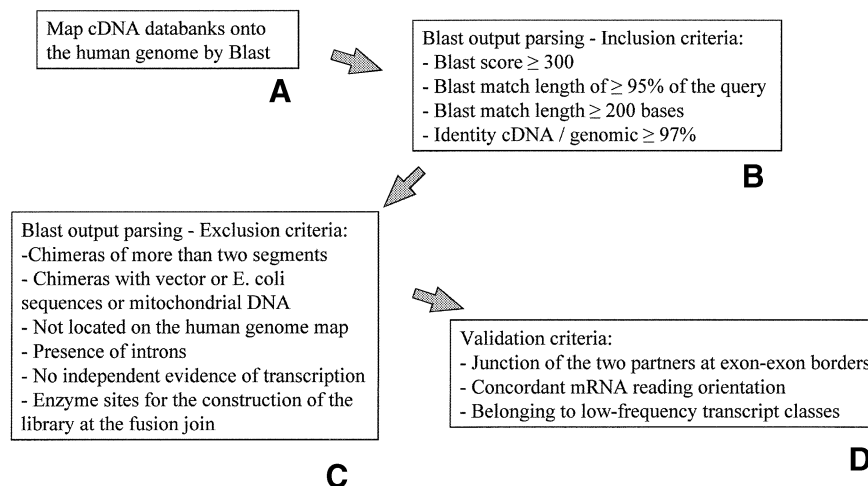 Map cDNA databanks onto
the human genome by Blast
A
Blast output parsing - Inclusion criteria:
- Blast score ≥ 300
- Blast match length of ≥ 95% of the query
- Blast match length ≥ 200 bases
- Identity cDNA / genomic ≥ 97%
B
Blast output parsing - Exclusion criteria:
-Chimeras of more than two segments
- Chimeras with vector or E. coli
sequences or mitochondrial DNA
- Not located on the human genome map
- Presence of introns
- No independent evidence of transcription
- Enzyme sites for the construction of the
library at the fusion join
C
Validation criteria:
- Junction of the two partners at exon-exon borders
- Concordant mRNA reading orientation
- Belonging to low-frequency transcript classes
D